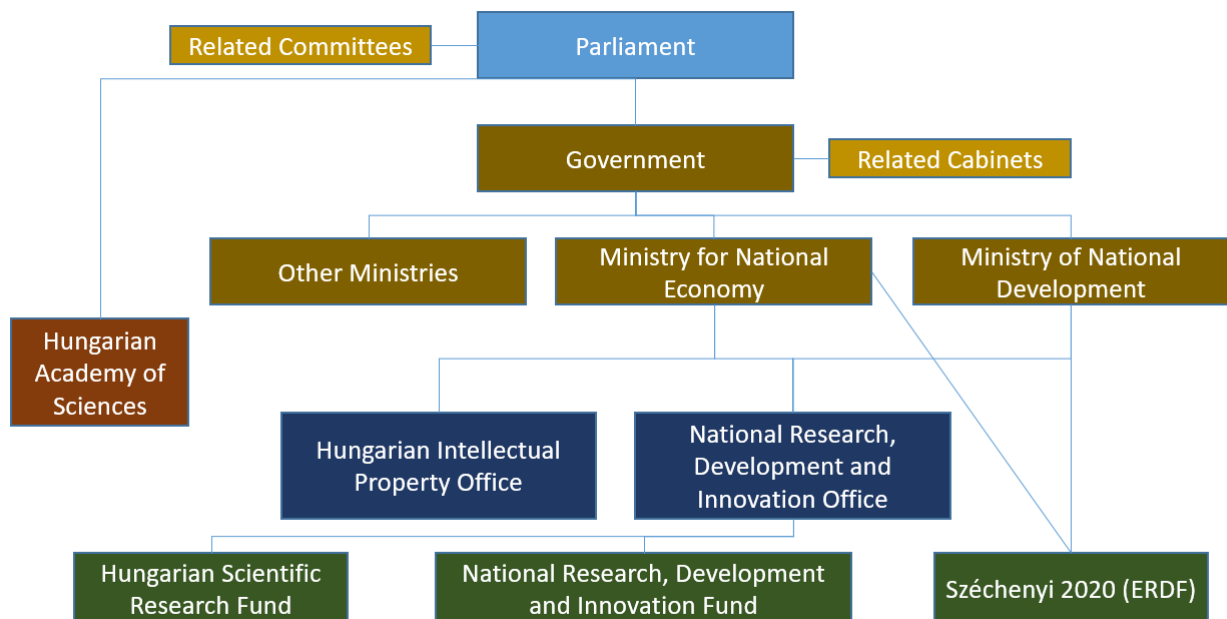 Related Committees
Parliament
Government
Related Cabinets
Other Ministries
Ministry for National
Economy
Ministry of National
Development
Hungarian
Academy of
Sciences
Hungarian Intellectual
Property Office
National Research,
Development and
Innovation Office
Hungarian Scientific
Research Fund
National Research, Development
and Innovation Fund
Széchenyi 2020 (ERDF)